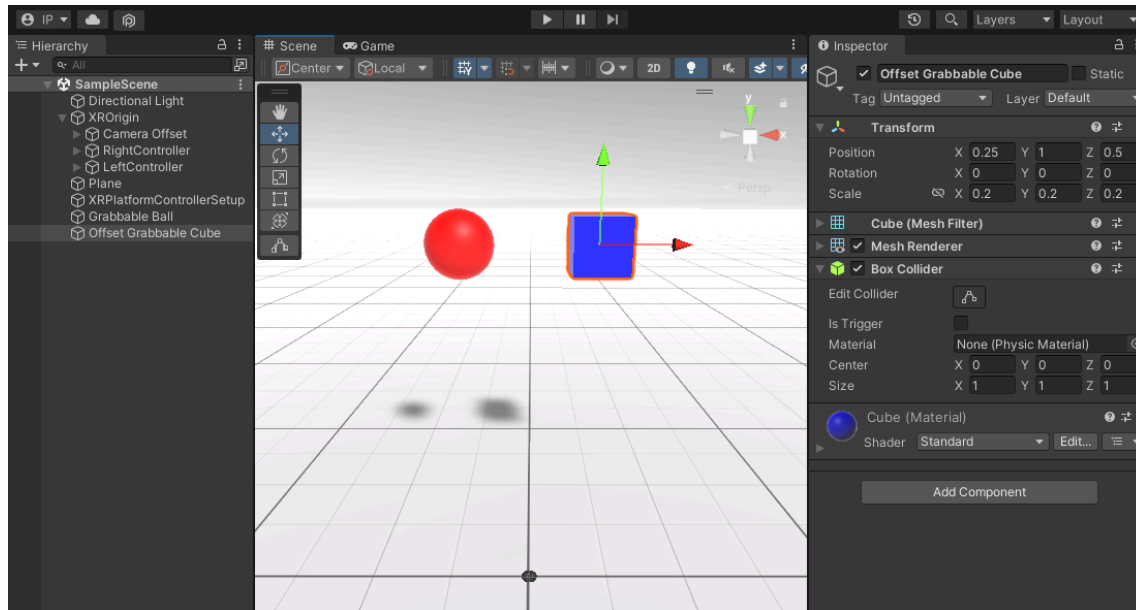 IP
Layers
Layout
Hierarchy
All
SampleScene
Directional Light
XROrigin
Camera Offset
RightController
LeftController
Plane
XRPlatformControllerSetup
Grabbable Ball
Offset Grabbable Cube
Scene Game
Center Local 2D
y
x
Persp
Inspector
Offset Grabbable Cube Static
Tag Untagged Layer Default
Transform
Position X 0.25 Y 1 Z 0.5
Rotation X 0 Y 0 Z 0
Scale X 0.2 Y 0.2 Z 0.2
Cube (Mesh Filter)
Mesh Renderer
Box Collider
Edit Collider
Is Trigger
Material None (Physic Material)
Center X 0 Y 0 Z 0
Size X 1 Y 1 Z 1
Cube (Material)
Shader Standard Edit...
Add Component